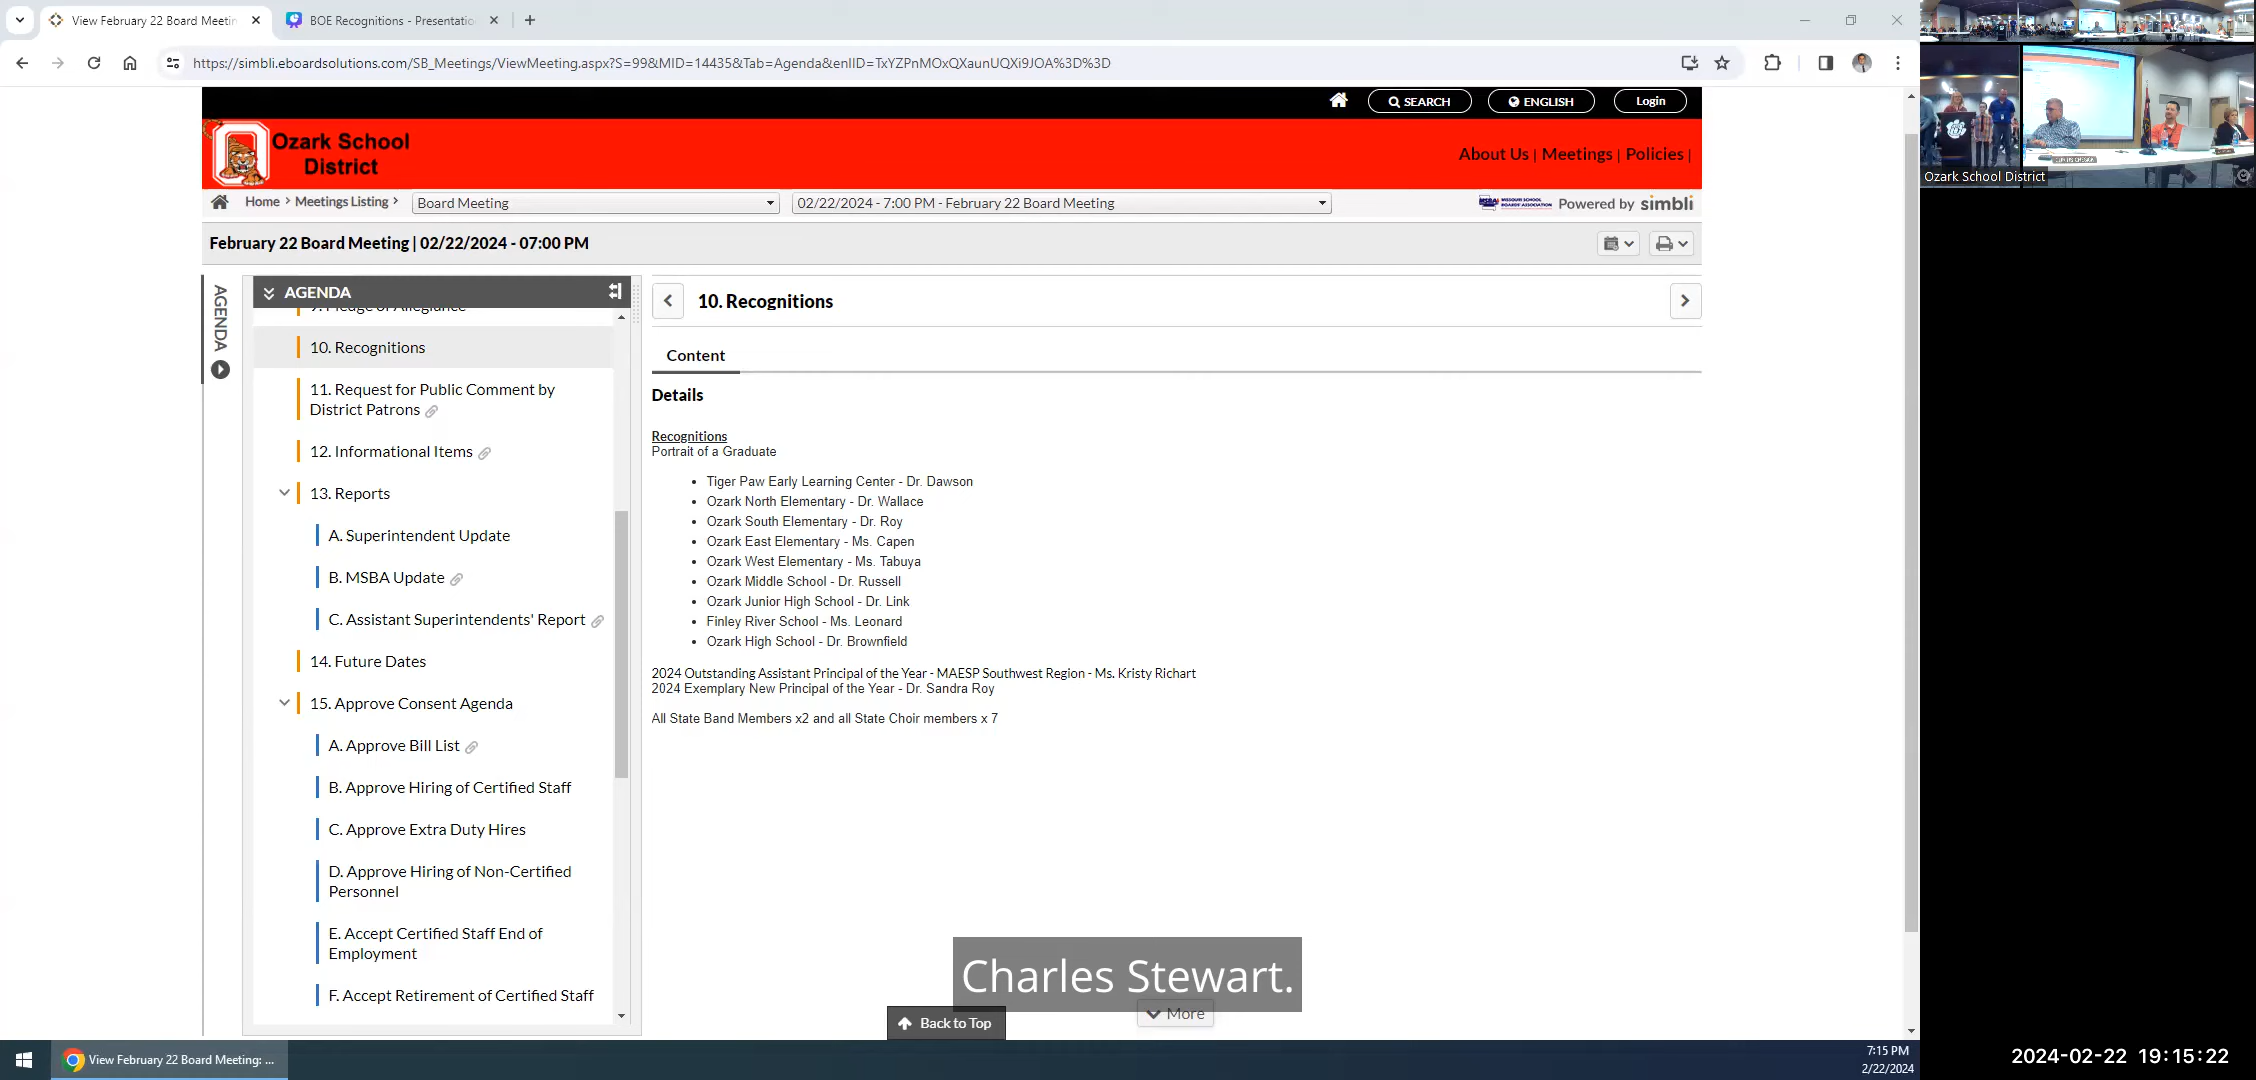 View February 22 Board Meetin
BOE Recognitions - Presentatio
https://simbli.eboardsolutions.com/SB_Meetings/ViewMeeting.aspx?S=99&MID=14435&Tab=Agenda&enIID=TxYZPnMOxQXaunUQXi9JOA%3D%3D
SEARCH
ENGLISH
Login
Ozark School
District
About Us | Meetings | Policies |
Home > Meetings Listing >
Board Meeting
02/22/2024 - 7:00 PM - February 22 Board Meeting
Powered by simbli
February 22 Board Meeting | 02/22/2024 - 07:00 PM
AGENDA
AGENDA
9. Pledge of Allegiance
10. Recognitions
11. Request for Public Comment by
District Patrons
12. Informational Items
13. Reports
A. Superintendent Update
B. MSBA Update
C. Assistant Superintendents' Report
14. Future Dates
15. Approve Consent Agenda
A. Approve Bill List
B. Approve Hiring of Certified Staff
C. Approve Extra Duty Hires
D. Approve Hiring of Non-Certified
Personnel
E. Accept Certified Staff End of
Employment
F. Accept Retirement of Certified Staff
10. Recognitions
Content
Details
Recognitions
Portrait of a Graduate
• Tiger Paw Early Learning Center - Dr. Dawson
• Ozark North Elementary - Dr. Wallace
• Ozark South Elementary - Dr. Roy
• Ozark East Elementary - Ms. Capen
• Ozark West Elementary - Ms. Tabuya
• Ozark Middle School - Dr. Russell
• Ozark Junior High School - Dr. Link
• Finley River School - Ms. Leonard
• Ozark High School - Dr. Brownfield
2024 Outstanding Assistant Principal of the Year - MAESP Southwest Region - Ms. Kristy Richart
2024 Exemplary New Principal of the Year - Dr. Sandra Roy
All State Band Members x2 and all State Choir members x 7
Charles Stewart.
More
Back to Top
Ozark School District
View February 22 Board Meeting: ...
7:15 PM
2/22/2024
2024-02-22 19:15:22